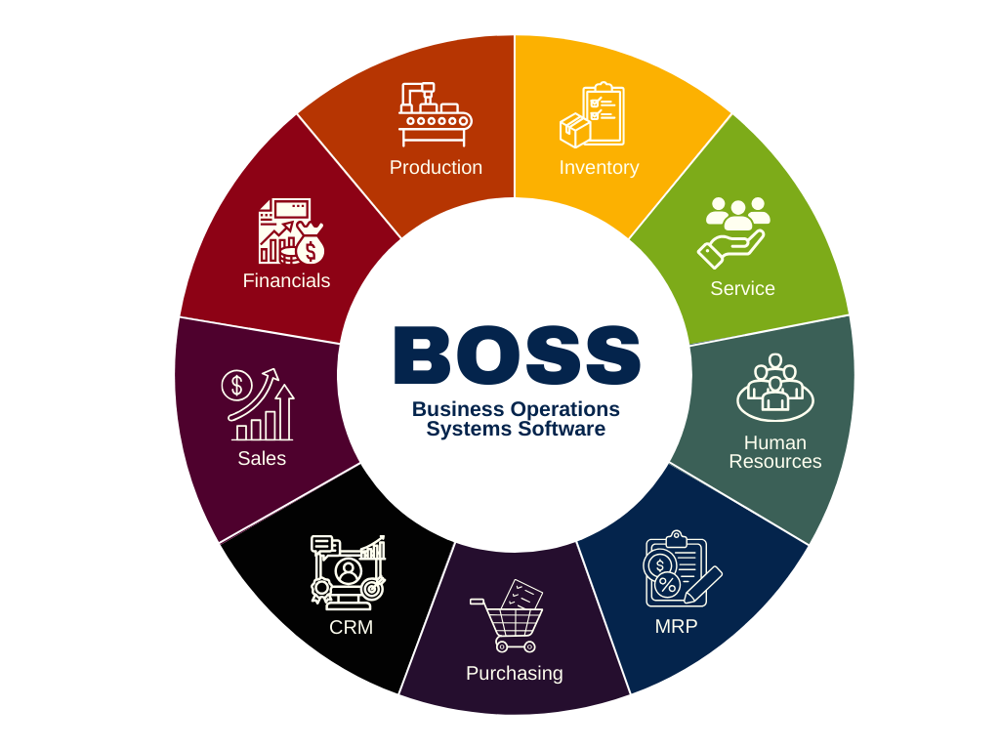 Production
Inventory
Financials
Service
BOSS
Business Operations
Systems Software
Human
Resources
Sales
CRM
MRP
Purchasing